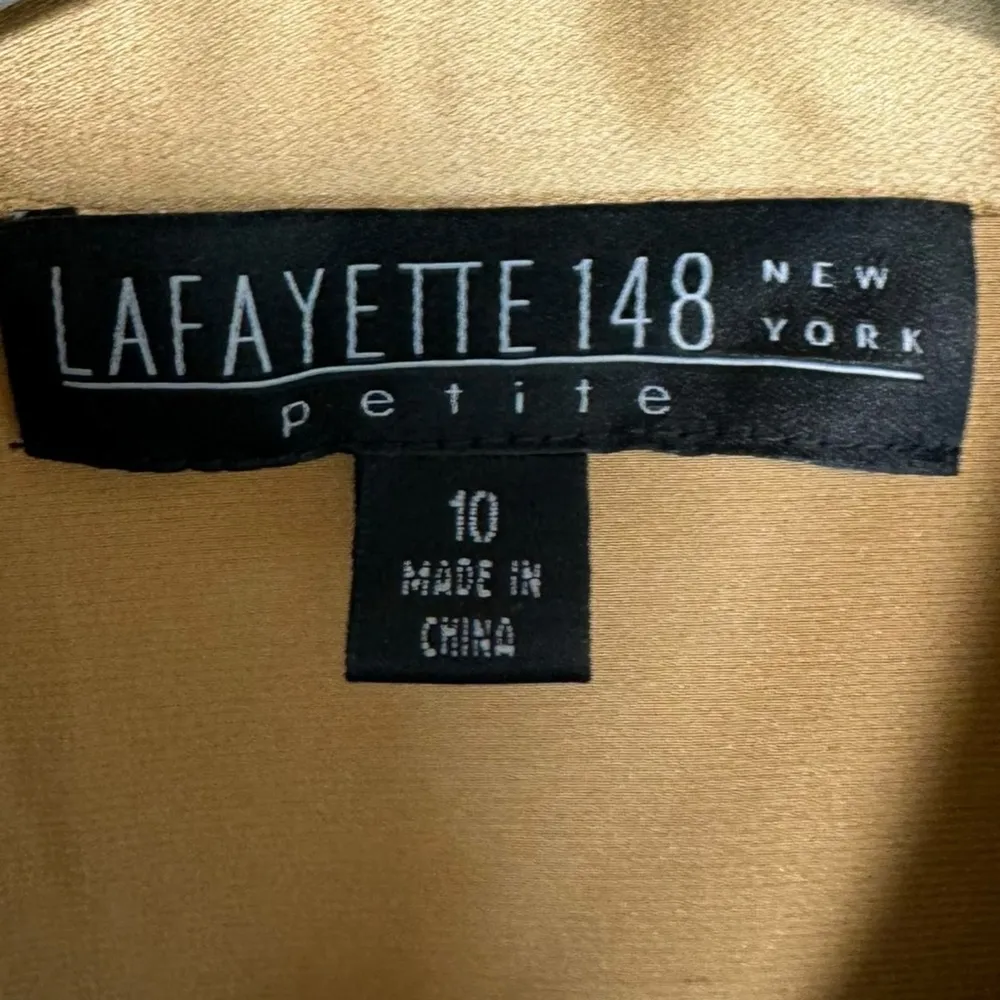 LAFAYETTE 148 NEW YORK
petite
10
MADE IN
CHINA